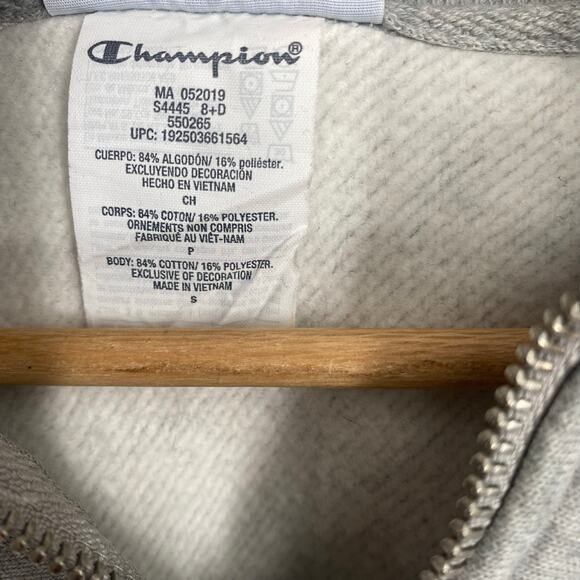 Champion®
MA 052019
S4445 8+D
550265
UPC: 192503661564
CUERPO: 84% ALGODÓN/ 16% poliéster.
EXCLUYENDO DECORACIÓN
HECHO EN VIETNAM
CH
CORPS: 84% COTON/ 16% POLYESTER.
ORNEMENTS NON COMPRIS
FABRIQUÉ AU VIÊT-NAM
P
BODY: 84% COTTON/ 16% POLYESTER.
EXCLUSIVE OF DECORATION
MADE IN VIETNAM
S